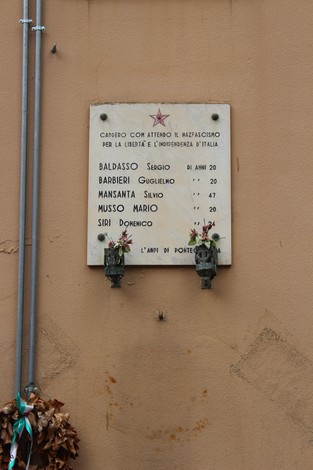 CADDERO COMBATTENDO IL NAZIFASCISMO
PER LA LIBERTÀ E L'INDIPENDENZA D'ITALIA
BALDASSO SERGIO DI ANNI 20
BARBIERI GUGLIELMO " 20
MANSANTA SILVIO " 47
MUSSO MARIO " 20
SIRI DOMENICO "
L'ANPI DI